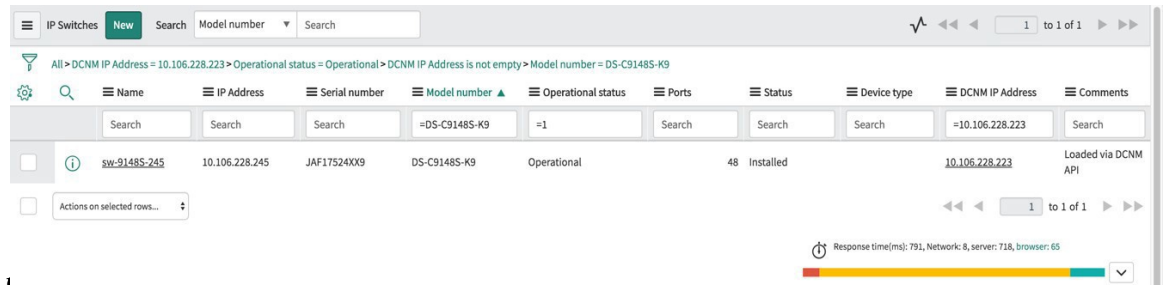 IP Switches New Search Model number Search 1 to 1 of 1
All > DCNM IP Address = 10.106.228.223 > Operational status = Operational > DCNM IP Address is not empty > Model number = DS-C9148S-K9
Name IP Address Serial number Model number Operational status Ports Status Device type DCNM IP Address Comments
Search Search Search =DS-C9148S-K9 =1 Search Search Search =10.106.228.223 Search
sw-9148S-245 10.106.228.245 JAF17524XX9 DS-C9148S-K9 Operational 48 Installed 10.106.228.223 Loaded via DCNM
API
Actions on selected rows... 1 to 1 of 1
Response time(ms): 791, Network: 8, server: 718, browser: 65